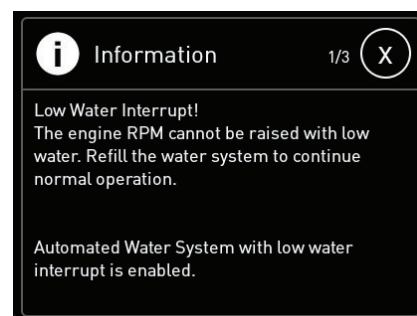 i Information 1/3 X
Low Water Interrupt!
The engine RPM cannot be raised with low
water. Refill the water system to continue
normal operation.
Automated Water System with low water
interrupt is enabled.